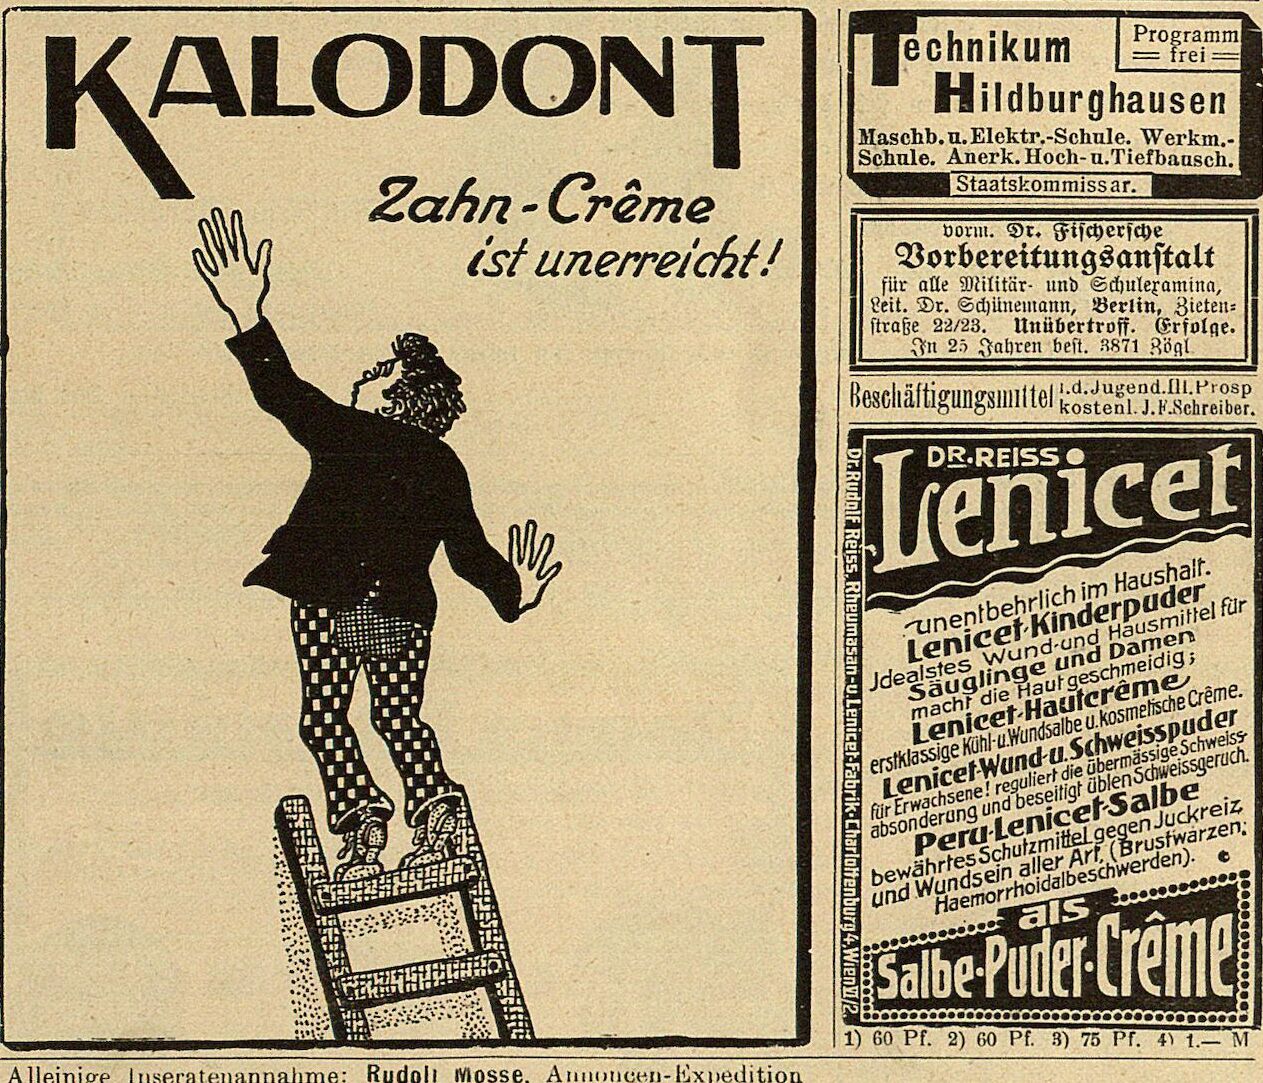 KALODONT
Zahn-Crême
ist unerreicht!
Technikum
Programm
frei
Hildburghausen
Maschb. u. Elektr.-Schule. Werkm.-
Schule. Anerk. Hoch- u. Tiefbausch.
Staatskommissar.
vorm. Dr. Fischersche
Vorbereitungsanstalt
für alle Militär- und Schulexamina,
Leit. Dr. Schünemann, Berlin, Zieten-
straße 22/23. Unübertroff. Erfolge.
In 25 Jahren best. 3871 Zögl
Beschäftigungsmittel i. d. Jugend. Ill. Prosp
kostenl. J. F. Schreiber.
DR. REISS
Lenicet
unentbehrlich im Haushalt.
Lenicet-Kinderpuder
Jdealstes Wund- und Hausmittel für
Säuglinge und Damen
macht die Haut geschmeidig;
Lenicet-Hautcrême
erstklassige Kühl- u. Wundsalbe u. kosmetische Crême.
Lenicet-Wund- u. Schweisspuder
für Erwachsene! reguliert die übermässige Schweiss-
absonderung und beseitigt üblen Schweissgeruch.
Peru-Lenicet-Salbe
bewährtes Schutzmittel gegen Juckreiz
und Wundsein aller Art, (Brustwarzen;
Haemorrhoidalbeschwerden).
als
Salbe-Puder-Crême
Dr. Rudolf Reiss, Rheumasan- u. Lenicet-Fabrik, Charlottenburg 4, Wien VI/2
1) 60 Pf. 2) 60 Pf. 3) 75 Pf. 4) 1.— M
Alleinige Inseratenannahme: Rudolf Mosse, Annoncen-Expedition